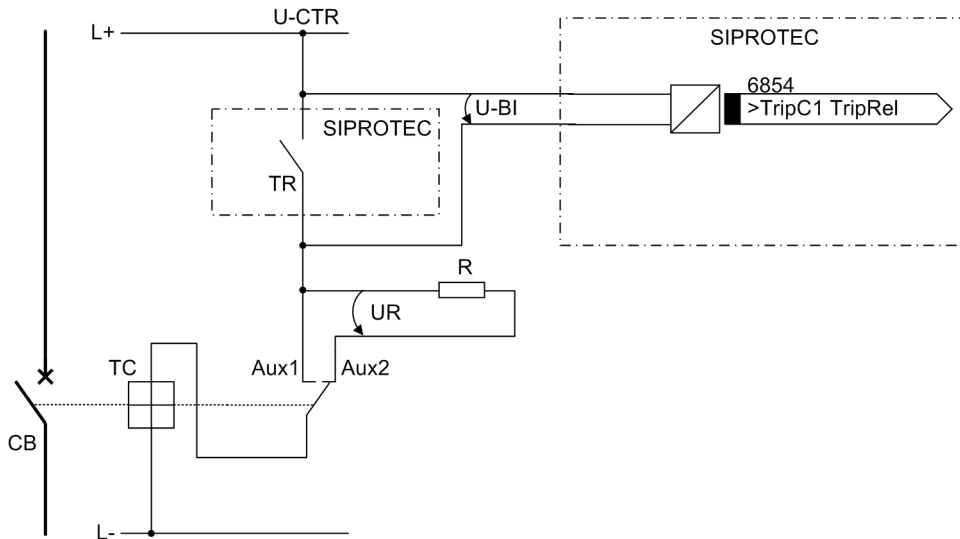 U-CTR
L+
SIPROTEC
6854
U-BI
>TripC1 TripRel
SIPROTEC
TR
R
UR
TC
Aux1
Aux2
CB
L-